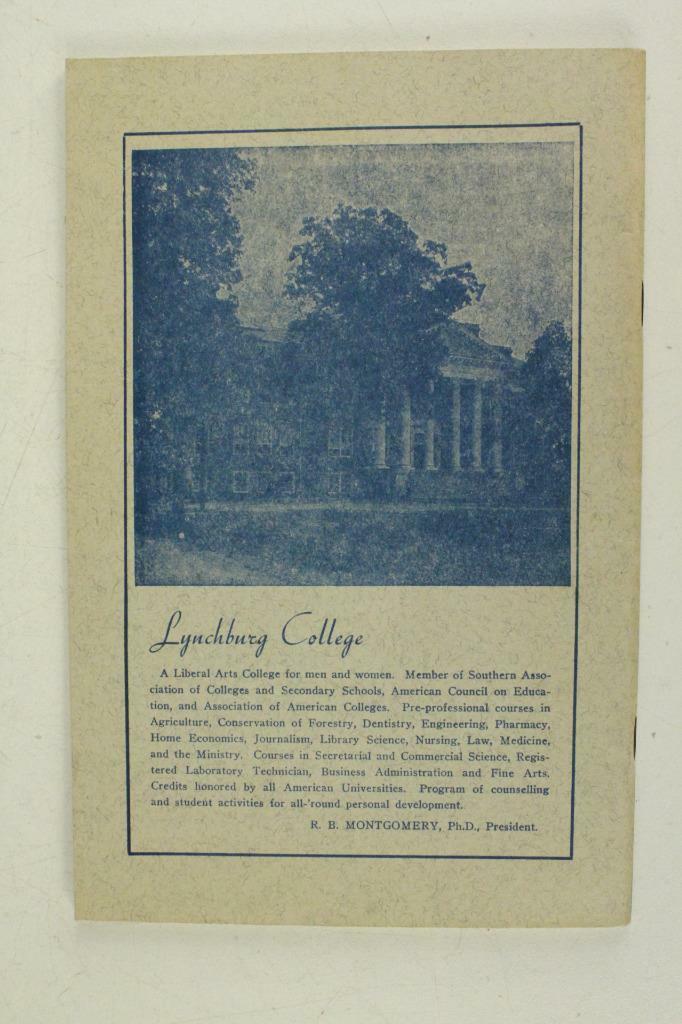 Lynchburg College
A Liberal Arts College for men and women. Member of Southern Asso-
ciation of Colleges and Secondary Schools, American Council on Educa-
tion, and Association of American Colleges. Pre-professional courses in
Agriculture, Conservation of Forestry, Dentistry, Engineering, Pharmacy,
Home Economics, Journalism, Library Science, Nursing, Law, Medicine,
and the Ministry. Courses in Secretarial and Commercial Science, Regis-
tered Laboratory Technician, Business Administration and Fine Arts.
Credits honored by all American Universities. Program of counselling
and student activities for all-'round personal development.
R. B. MONTGOMERY, Ph.D., President.